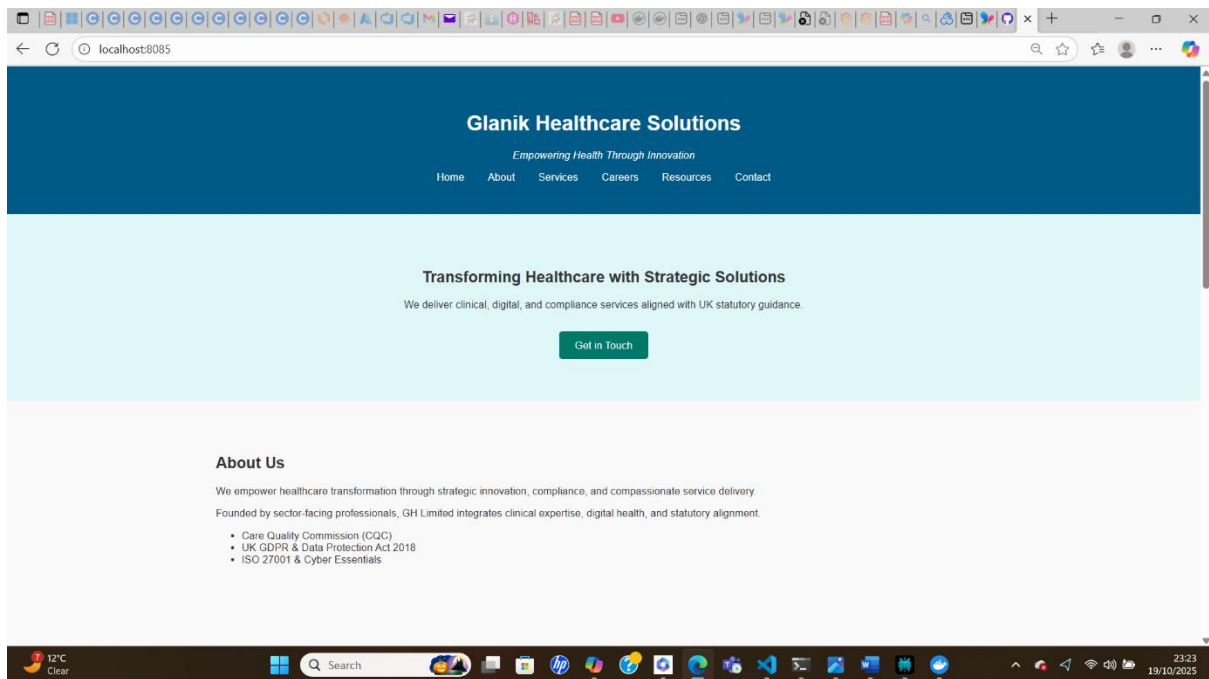 localhost:8085
Glanik Healthcare Solutions
Empowering Health Through Innovation
Home About Services Careers Resources Contact
Transforming Healthcare with Strategic Solutions
We deliver clinical, digital, and compliance services aligned with UK statutory guidance.
Get in Touch
About Us
We empower healthcare transformation through strategic innovation, compliance, and compassionate service delivery.
Founded by sector-facing professionals, GH Limited integrates clinical expertise, digital health, and statutory alignment.
• Care Quality Commission (CQC)
• UK GDPR & Data Protection Act 2018
• ISO 27001 & Cyber Essentials
7
12°C
Clear
Search
23:23
19/10/2025